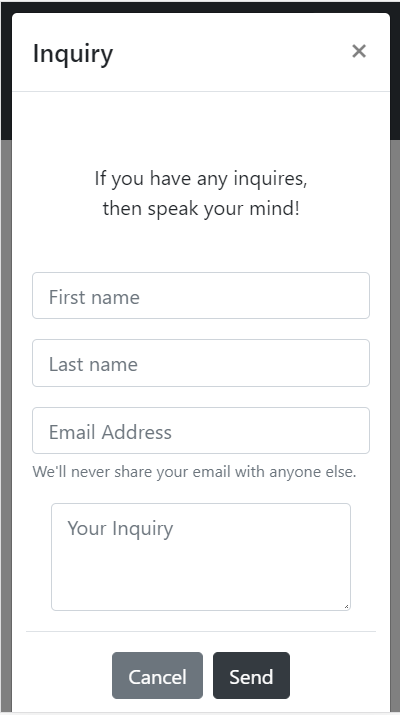 Inquiry ×
If you have any inquires,
then speak your mind!
First name
Last name
Email Address
We'll never share your email with anyone else.
Your Inquiry
Cancel Send